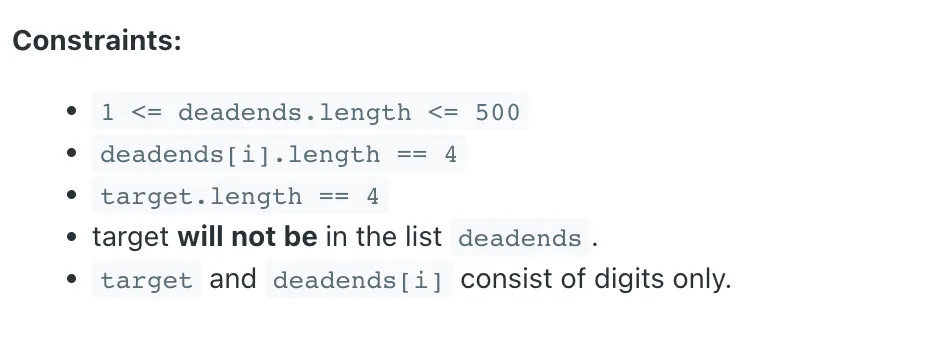 Constraints:
1 <= deadends.length <= 500
deadends[i].length == 4
target.length == 4
target will not be in the list deadends .
target and deadends[i] consist of digits only.